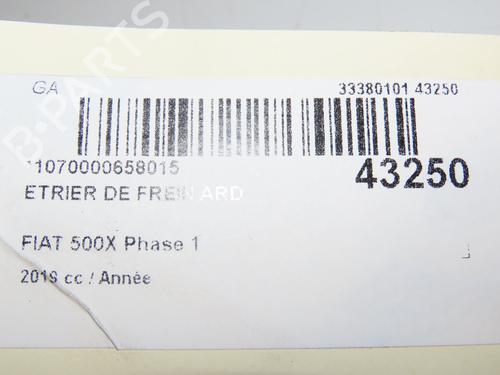 GA 33380101 43250
*1070000658015 43250
ETRIER DE FREIN ARD
FIAT 500X Phase 1
2016 cc / Année
B-PARTS